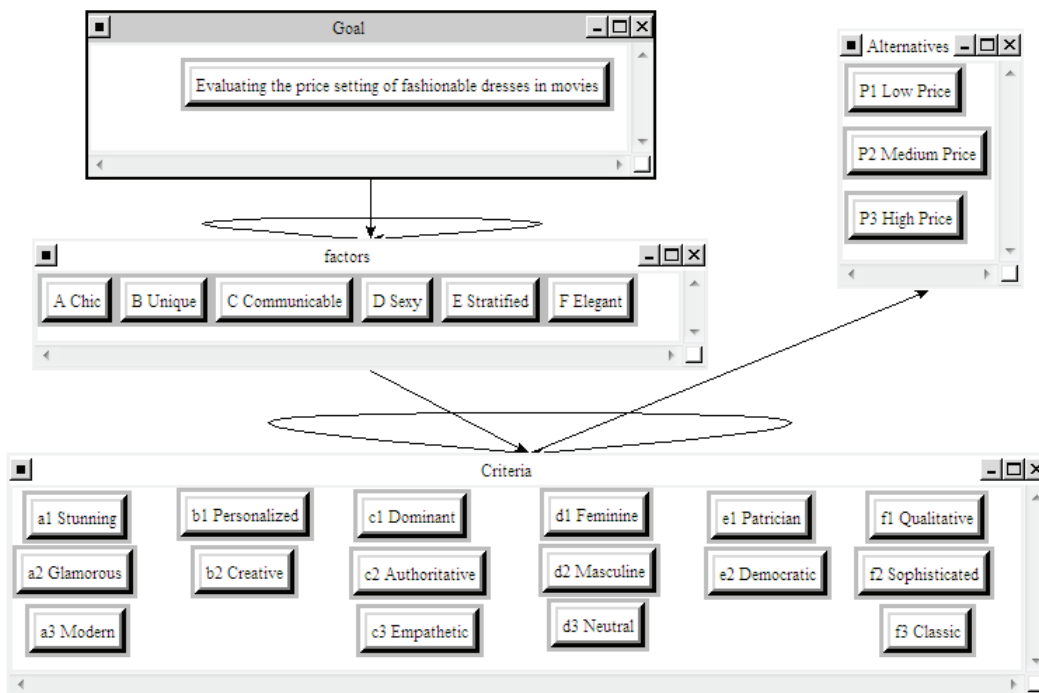 Goal
Evaluating the price setting of fashionable dresses in movies
Alternatives
P1 Low Price
P2 Medium Price
P3 High Price
factors
A Chic
B Unique
C Communicable
D Sexy
E Stratified
F Elegant
Criteria
a1 Stunning
b1 Personalized
c1 Dominant
d1 Feminine
e1 Patrician
f1 Qualitative
a2 Glamorous
b2 Creative
c2 Authoritative
d2 Masculine
e2 Democratic
f2 Sophisticated
a3 Modern
c3 Empathetic
d3 Neutral
f3 Classic